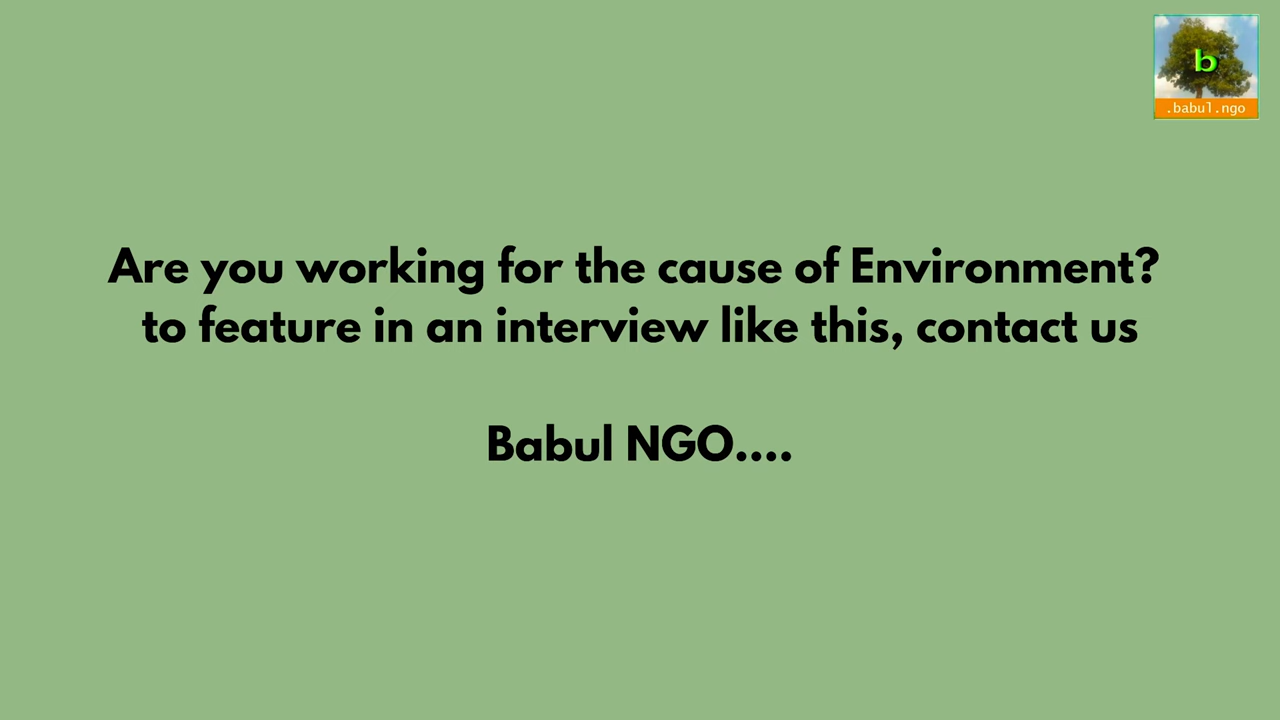 b
.babul.ngo
Are you working for the cause of Environment?
to feature in an interview like this, contact us
Babul NGO....